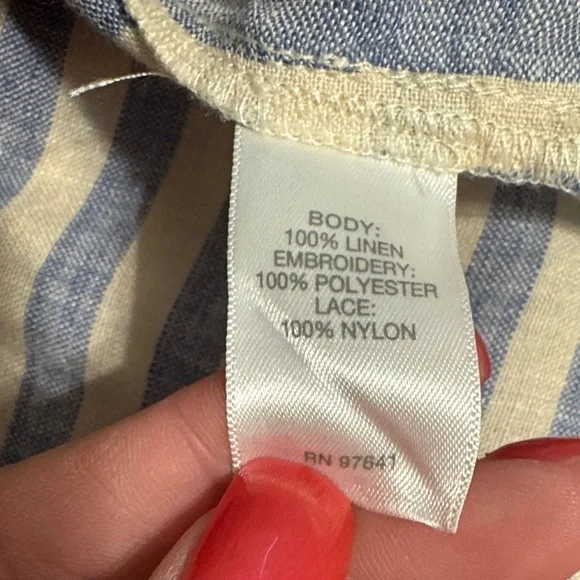 BODY:
100% LINEN
EMBROIDERY:
100% POLYESTER
LACE:
100% NYLON
RN 97641